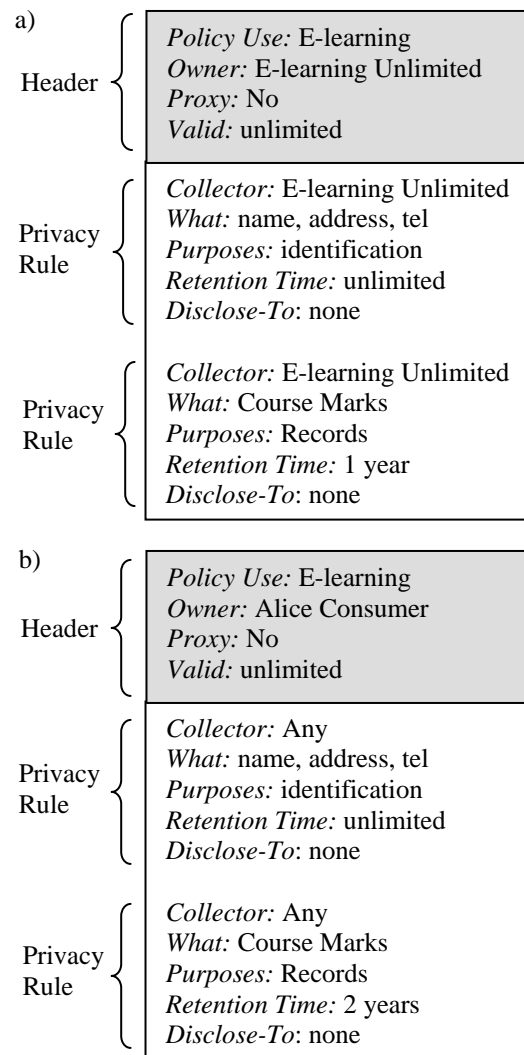 a)
Header
Policy Use: E-learning
Owner: E-learning Unlimited
Proxy: No
Valid: unlimited
Privacy
Rule
Collector: E-learning Unlimited
What: name, address, tel
Purposes: identification
Retention Time: unlimited
Disclose-To: none
Privacy
Rule
Collector: E-learning Unlimited
What: Course Marks
Purposes: Records
Retention Time: 1 year
Disclose-To: none
b)
Header
Policy Use: E-learning
Owner: Alice Consumer
Proxy: No
Valid: unlimited
Privacy
Rule
Collector: Any
What: name, address, tel
Purposes: identification
Retention Time: unlimited
Disclose-To: none
Privacy
Rule
Collector: Any
What: Course Marks
Purposes: Records
Retention Time: 2 years
Disclose-To: none